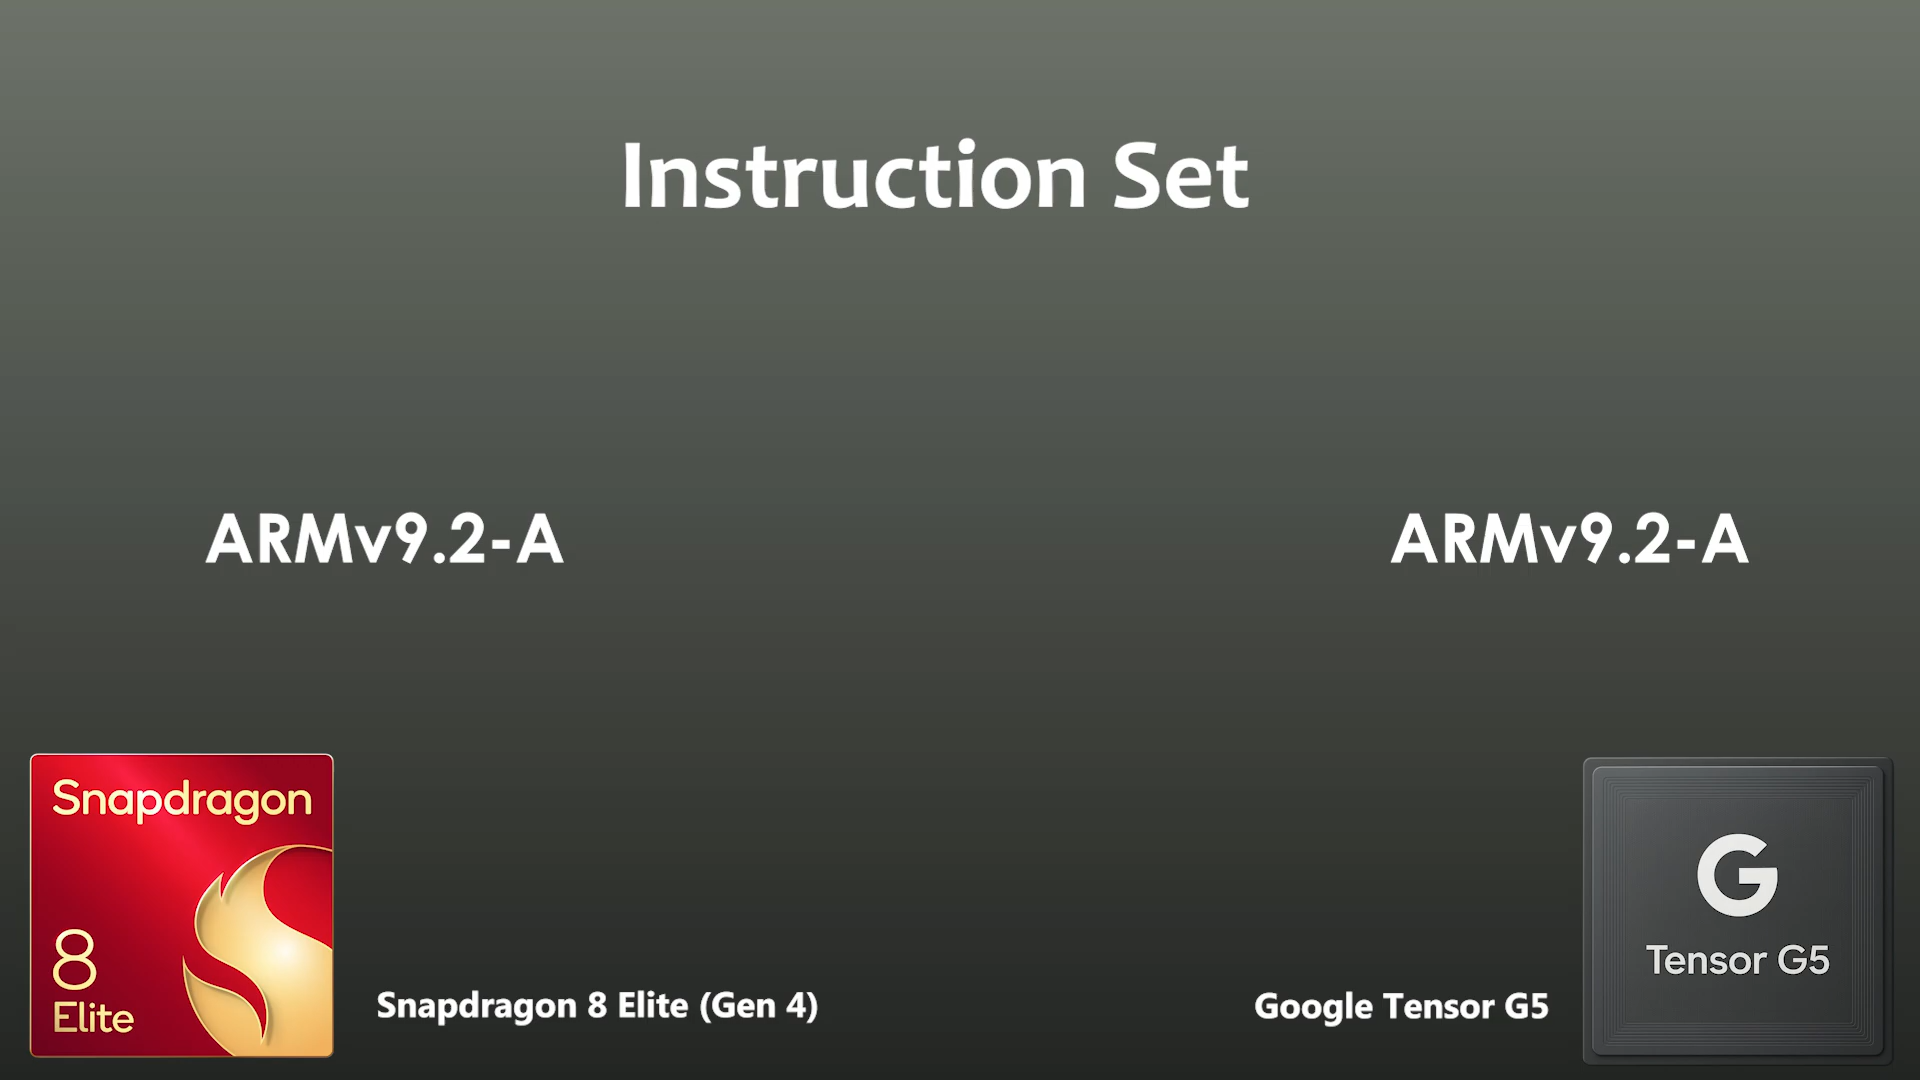 Instruction Set
ARMv9.2-A
ARMv9.2-A
Snapdragon
8
Elite
Snapdragon 8 Elite (Gen 4)
Google Tensor G5
G
Tensor G5